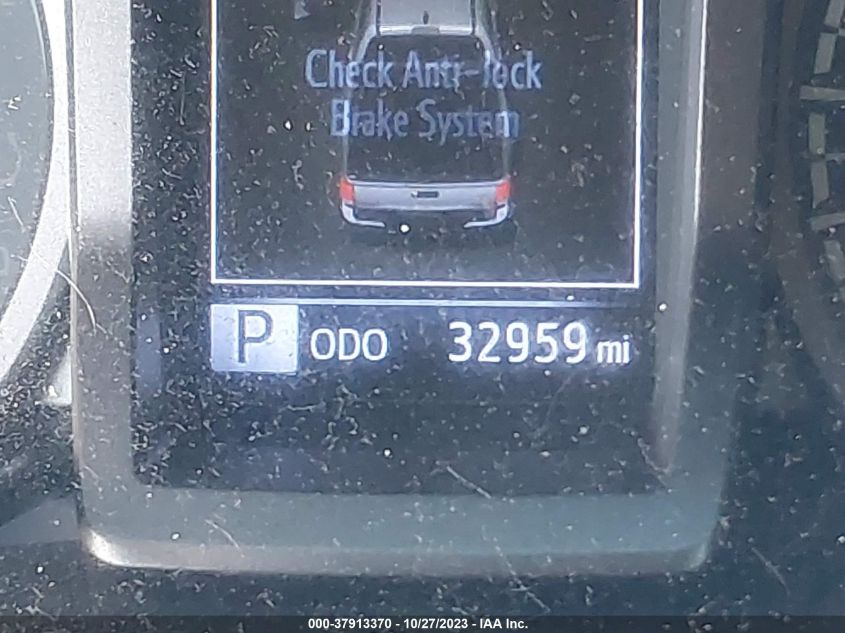 Check Anti-lock
Brake System
P ODO 32959 mi
000-37913370 - 10/27/2023 - IAA Inc.